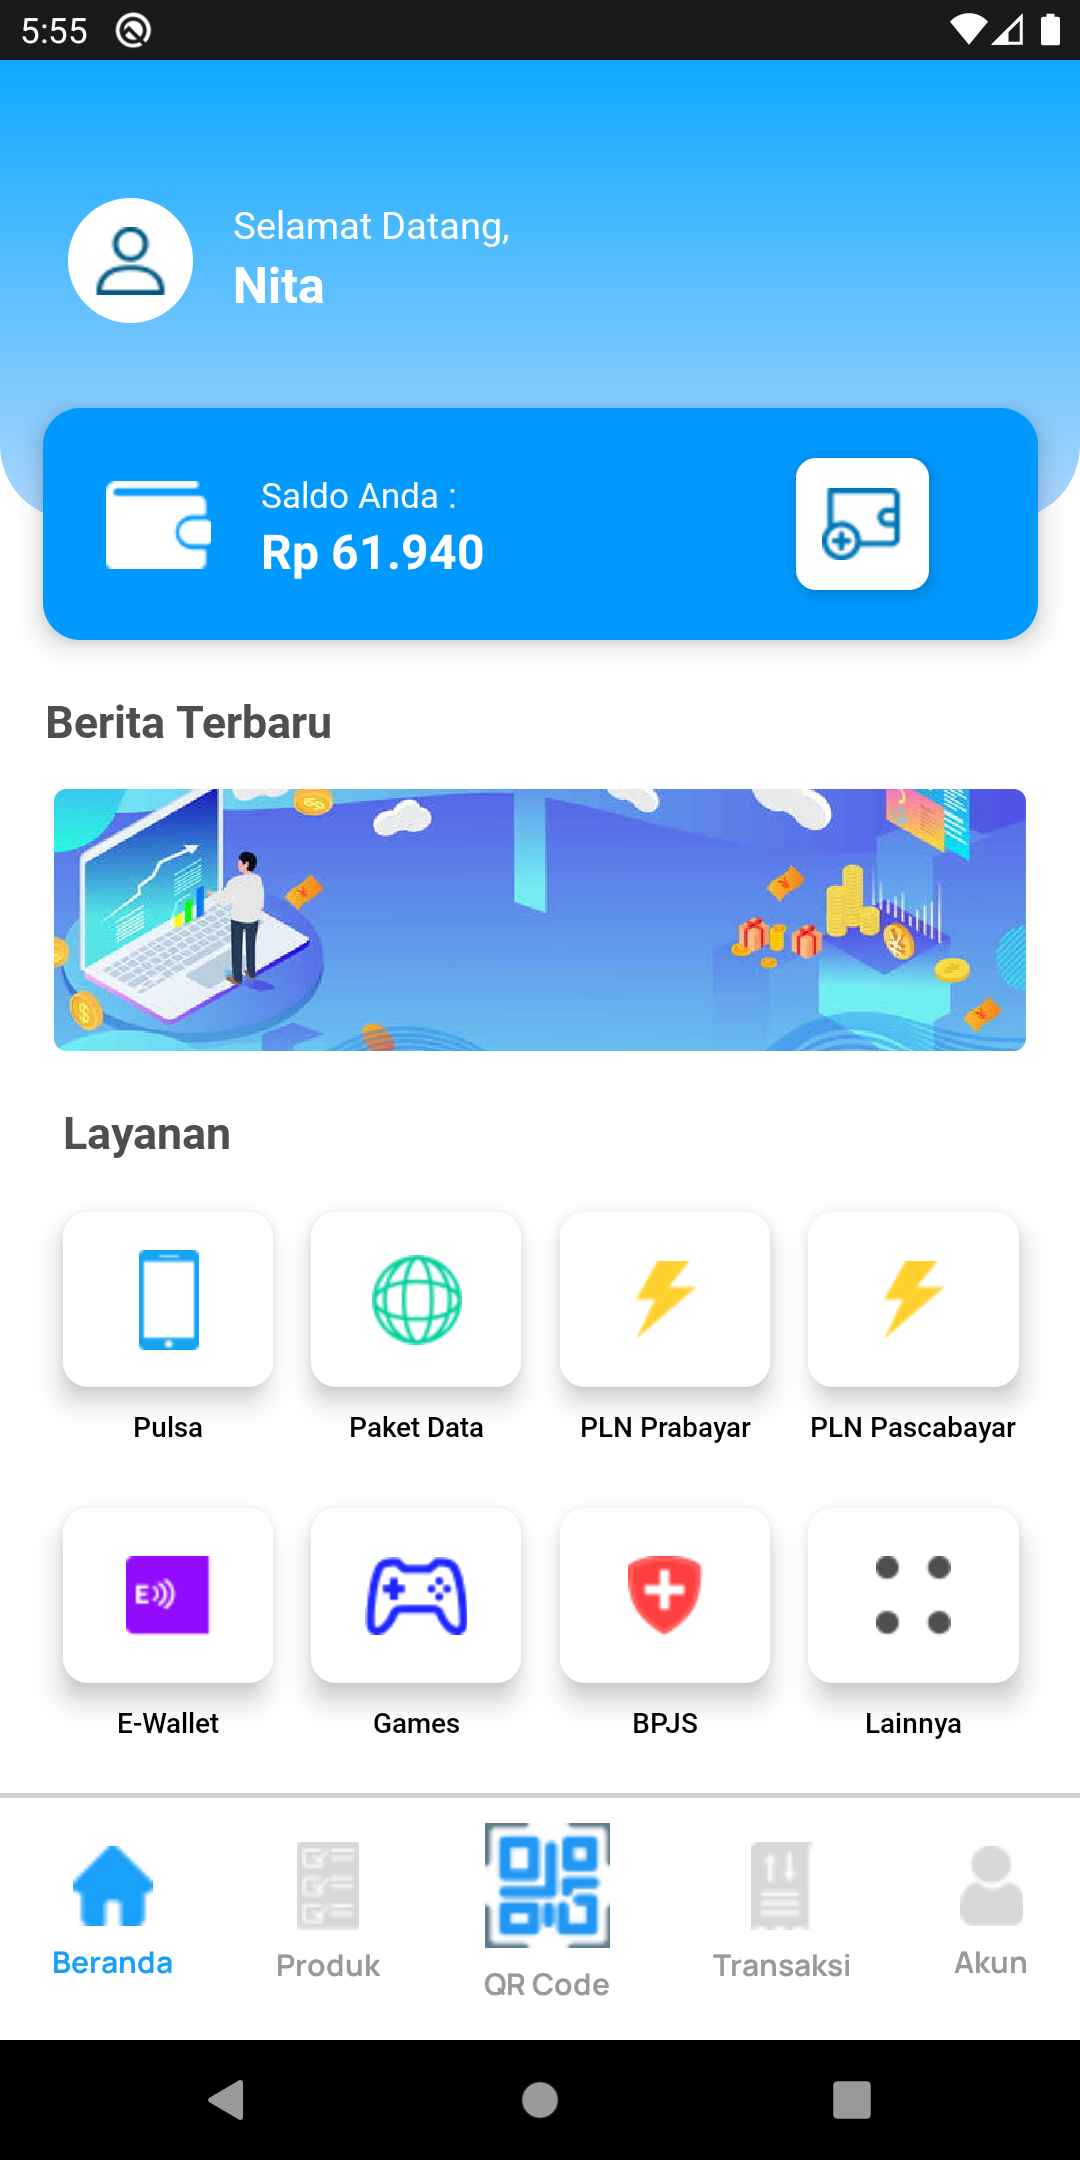 5:55
Selamat Datang,
Nita
Saldo Anda :
Rp 61.940
Berita Terbaru
Layanan
Pulsa
Paket Data
PLN Prabayar
PLN Pascabayar
E
E-Wallet
Games
BPJS
Lainnya
Beranda
Produk
QR Code
Transaksi
Akun